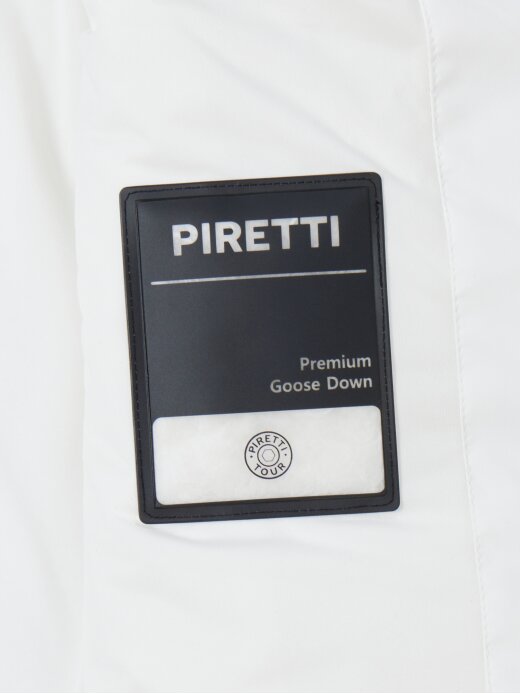 PIRETTI
Premium
Goose Down
· PIRETTI ·
TOUR